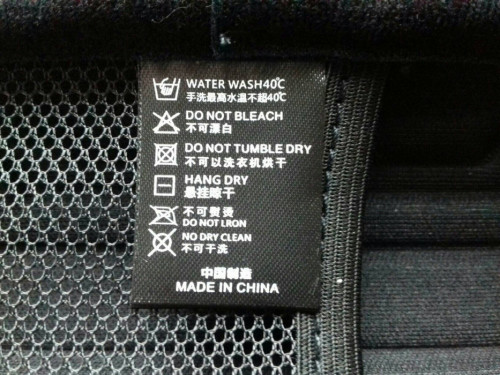 WATER WASH40℃
手洗最高水温不超40℃
DO NOT BLEACH
不可漂白
DO NOT TUMBLE DRY
不可以洗衣机烘干
HANG DRY
悬挂晾干
不可熨烫
DO NOT LRON
NO DRY CLEAN
不可干洗
中国制造
MADE IN CHINA